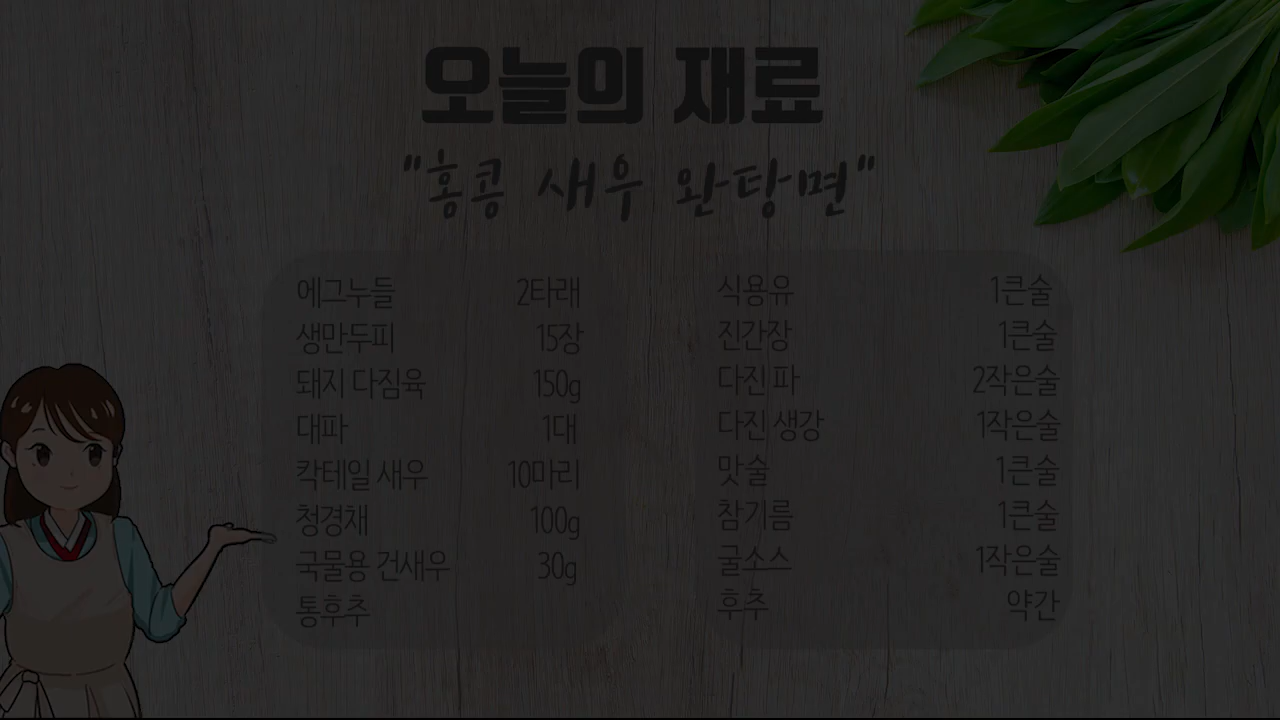 오늘의 재료
"홍콩 새우 완탕면"
에그누들 2타래
생만두피 15장
돼지 다짐육 150g
대파 1대
칵테일 새우 10마리
청경채 100g
국물용 건새우 30g
통후추
식용유 1큰술
진간장 1큰술
다진 파 2작은술
다진 생강 1작은술
맛술 1큰술
참기름 1큰술
굴소스 1작은술
후추 약간